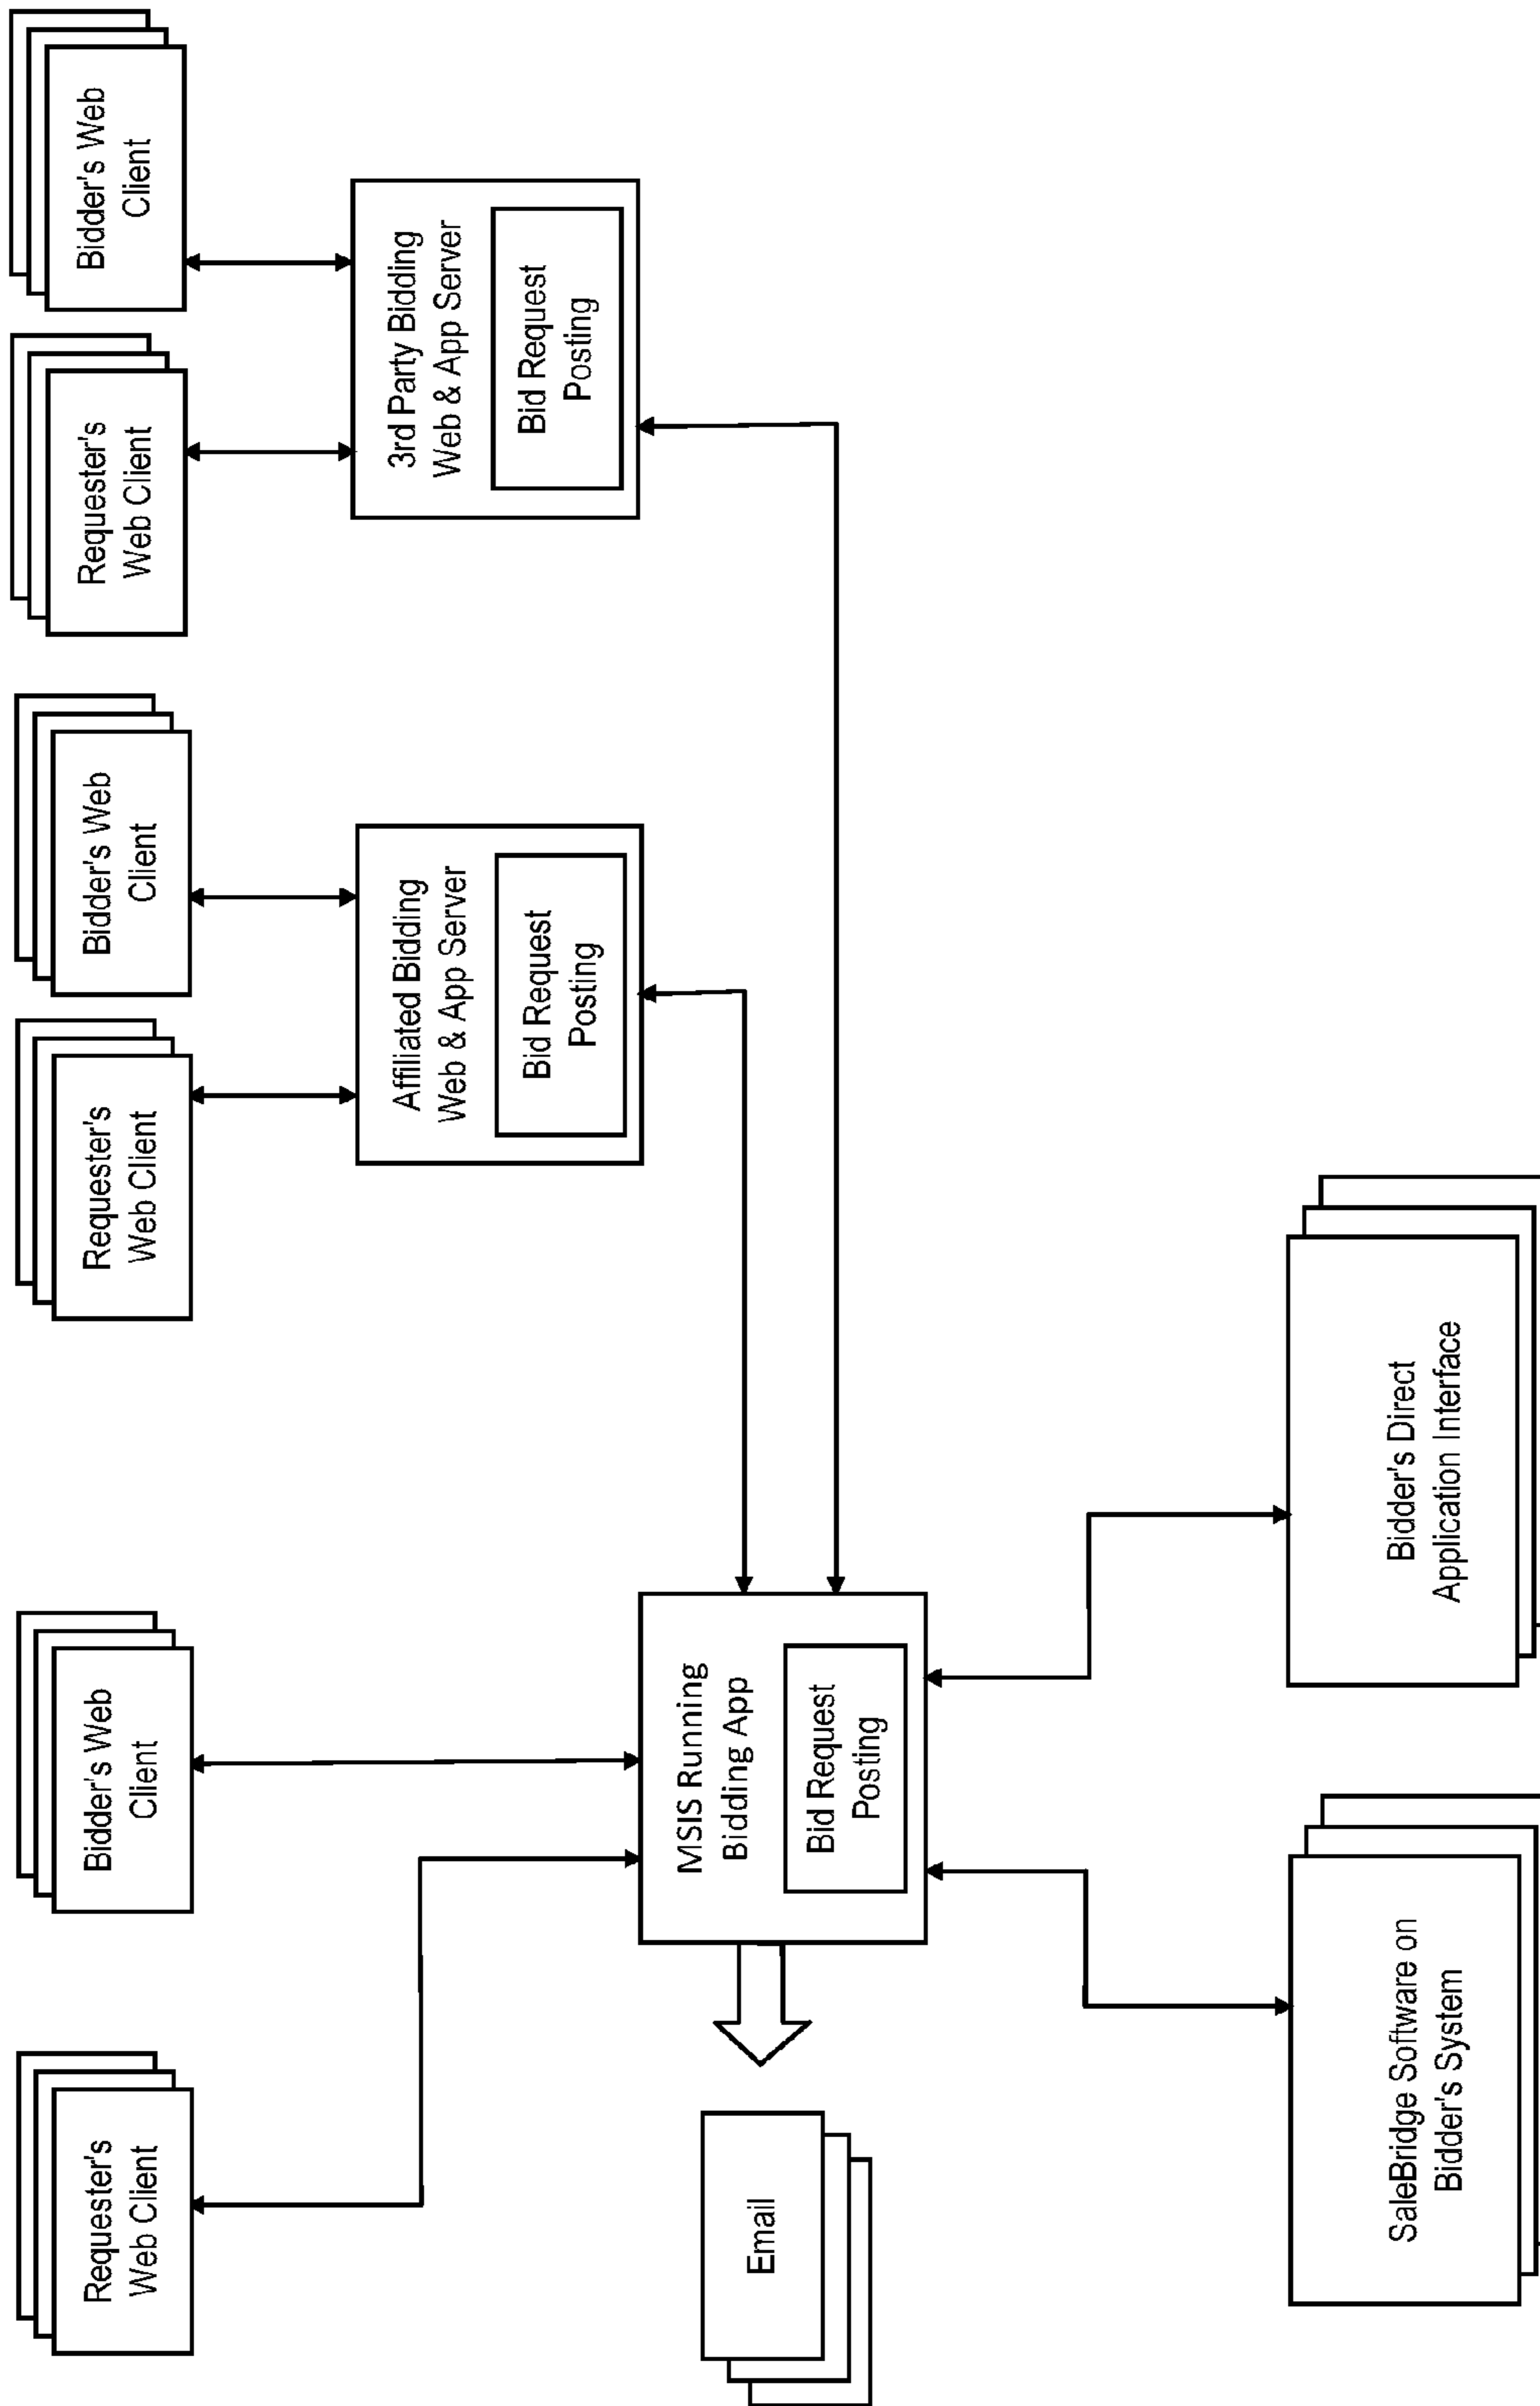 Requester's
Web Client
Bidder's Web
Client
Requester's
Web Client
Bidder's Web
Client
Requester's
Web Client
Bidder's Web
Client
Affiliated Bidding
Web & App Server
Bid Request
Posting
3rd Party Bidding
Web & App Server
Bid Request
Posting
Email
MSIS Running
Bidding App
Bid Request
Posting
SaleBridge Software on
Bidder's System
Bidder's Direct
Application Interface